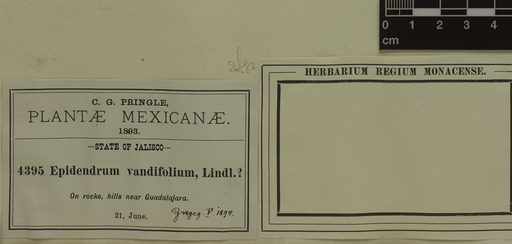 0 1 2 3 4
cm
HERBARIUM REGIUM MONACENSE.
C. G. PRINGLE,
PLANTÆ MEXICANÆ.
1893.
—STATE OF JALISCO—
4395 Epidendrum vandifolium, Lindl.?
On rocks, hills near Guadalajara.
21, June.
V. 1894.